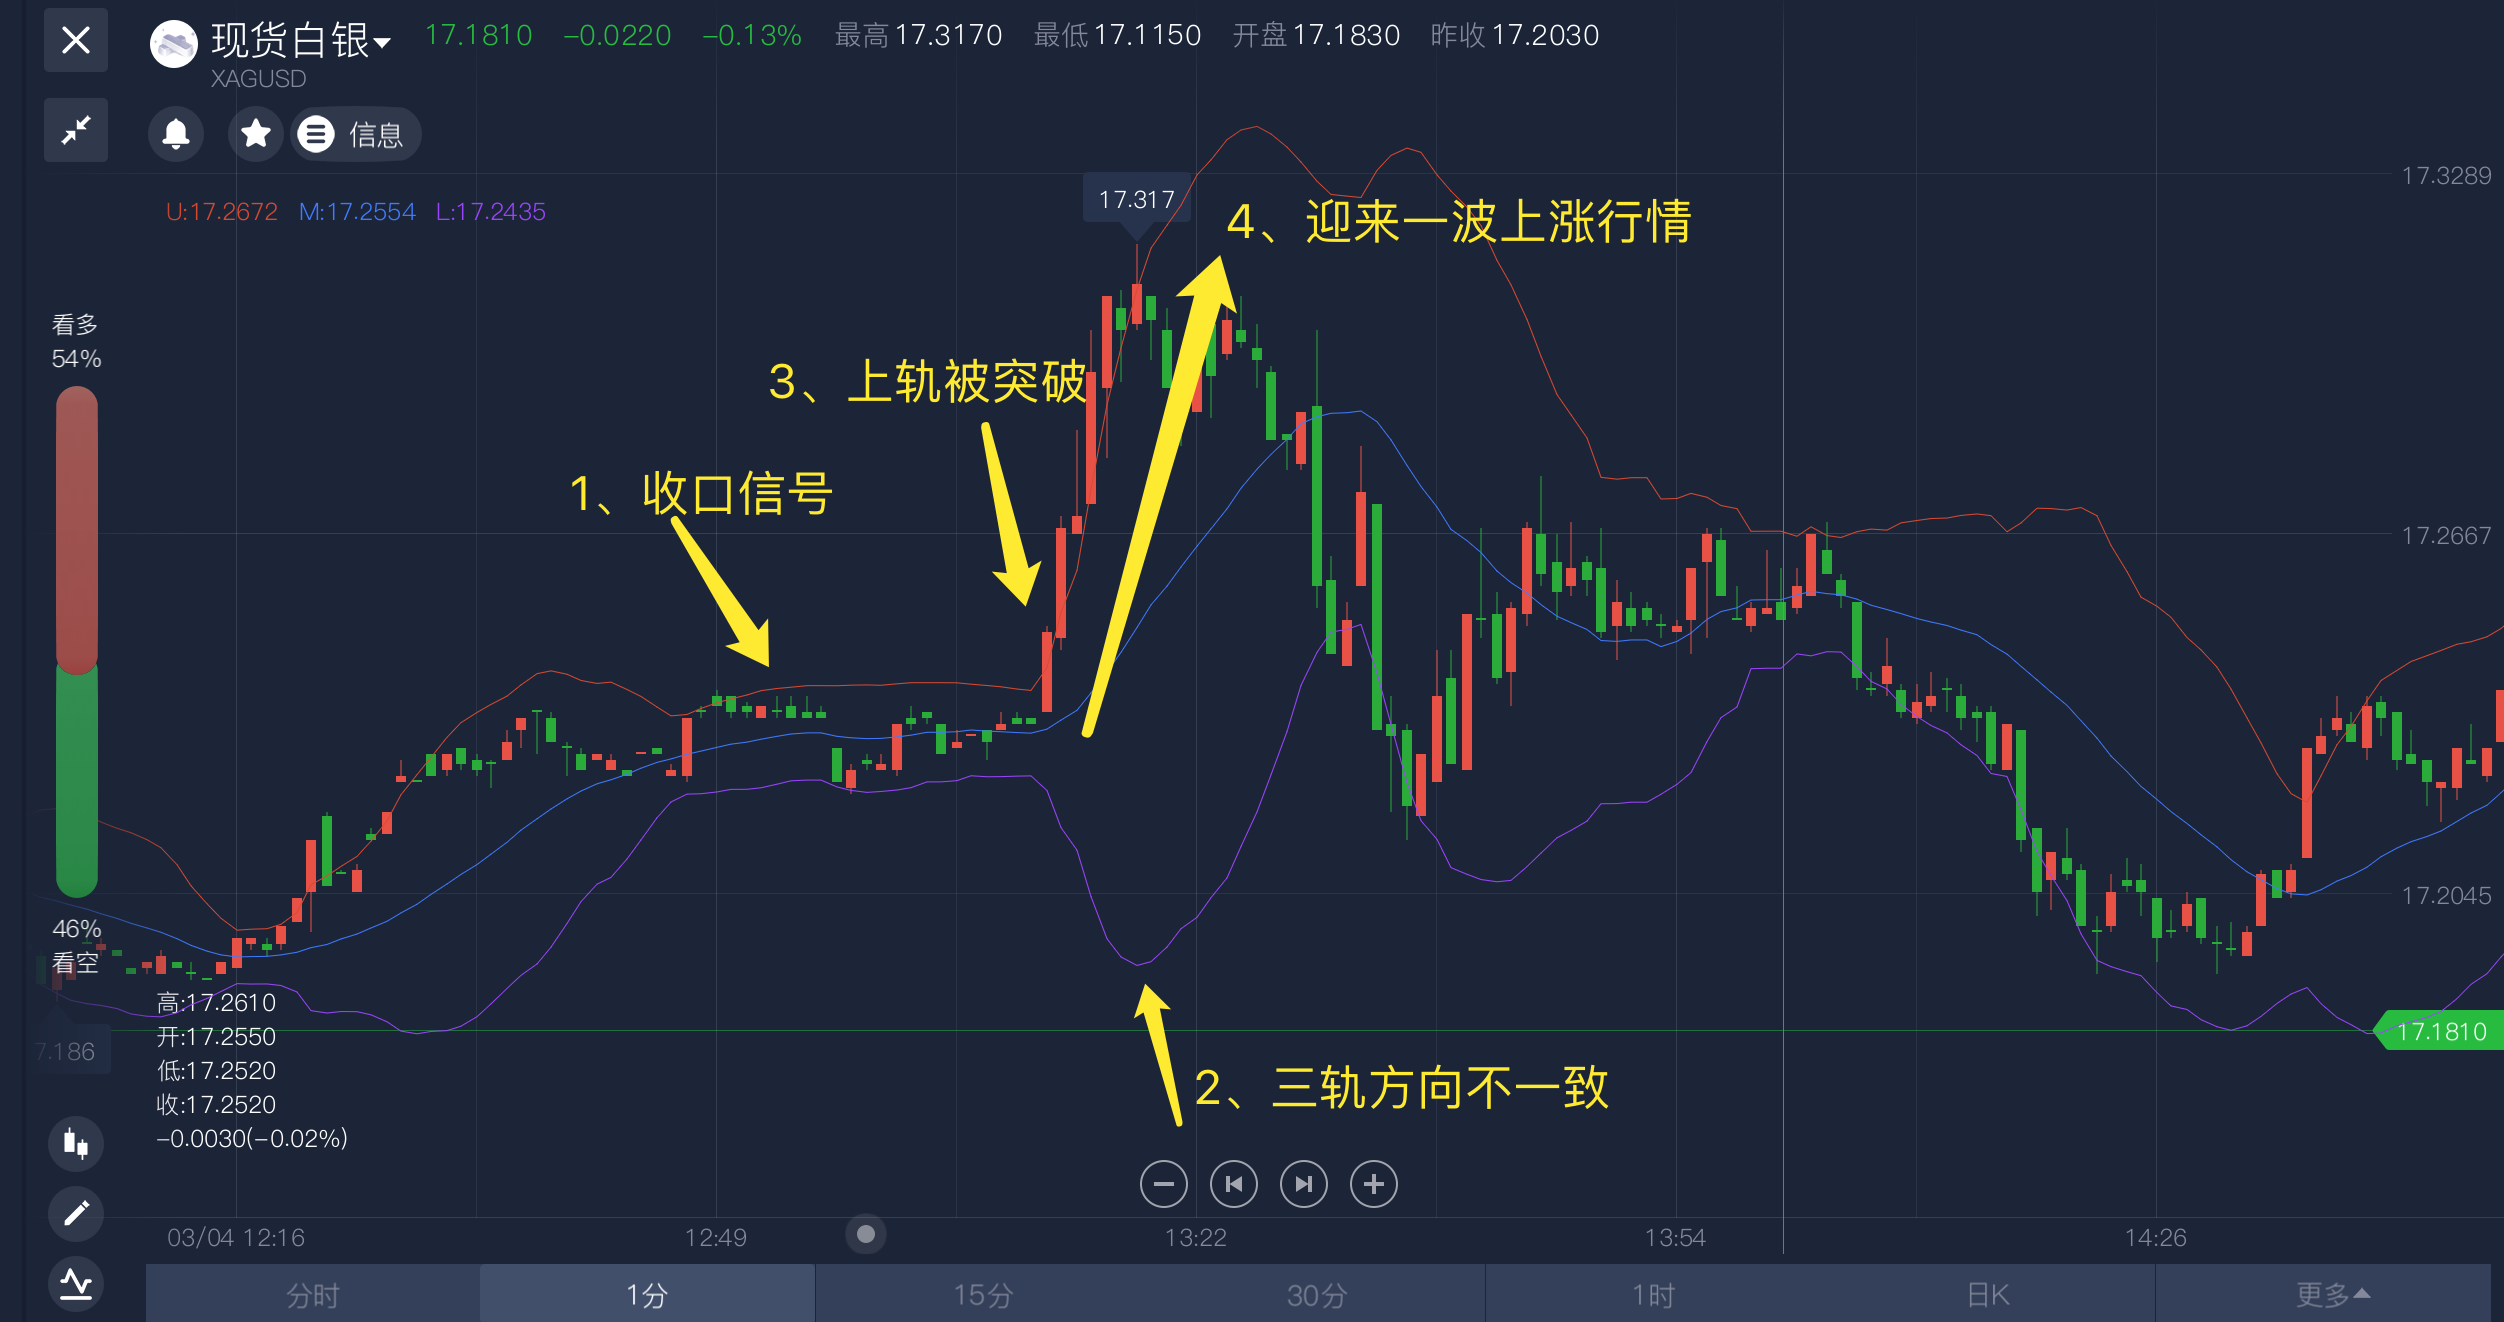 现货白银 17.1810 −0.0220 −0.13% 最高 17.3170 最低 17.1150 开盘 17.1830 昨收 17.2030
XAGUSD
信息
17.3289
U:17.2672 M:17.2554 L:17.2435
17.317
4、迎来一波上涨行情
看多
54%
3、上轨被突破
1、收口信号
17.2667
17.2045
46%
看空
高:17.2610
开:17.2550
低:17.2520
收:17.2520
−0.0030(−0.02%)
7.186
17.1810
2、三轨方向不一致
03/04 12:16 12:49 13:22 13:54 14:26
分时 1分 15分 30分 1时 日K 更多